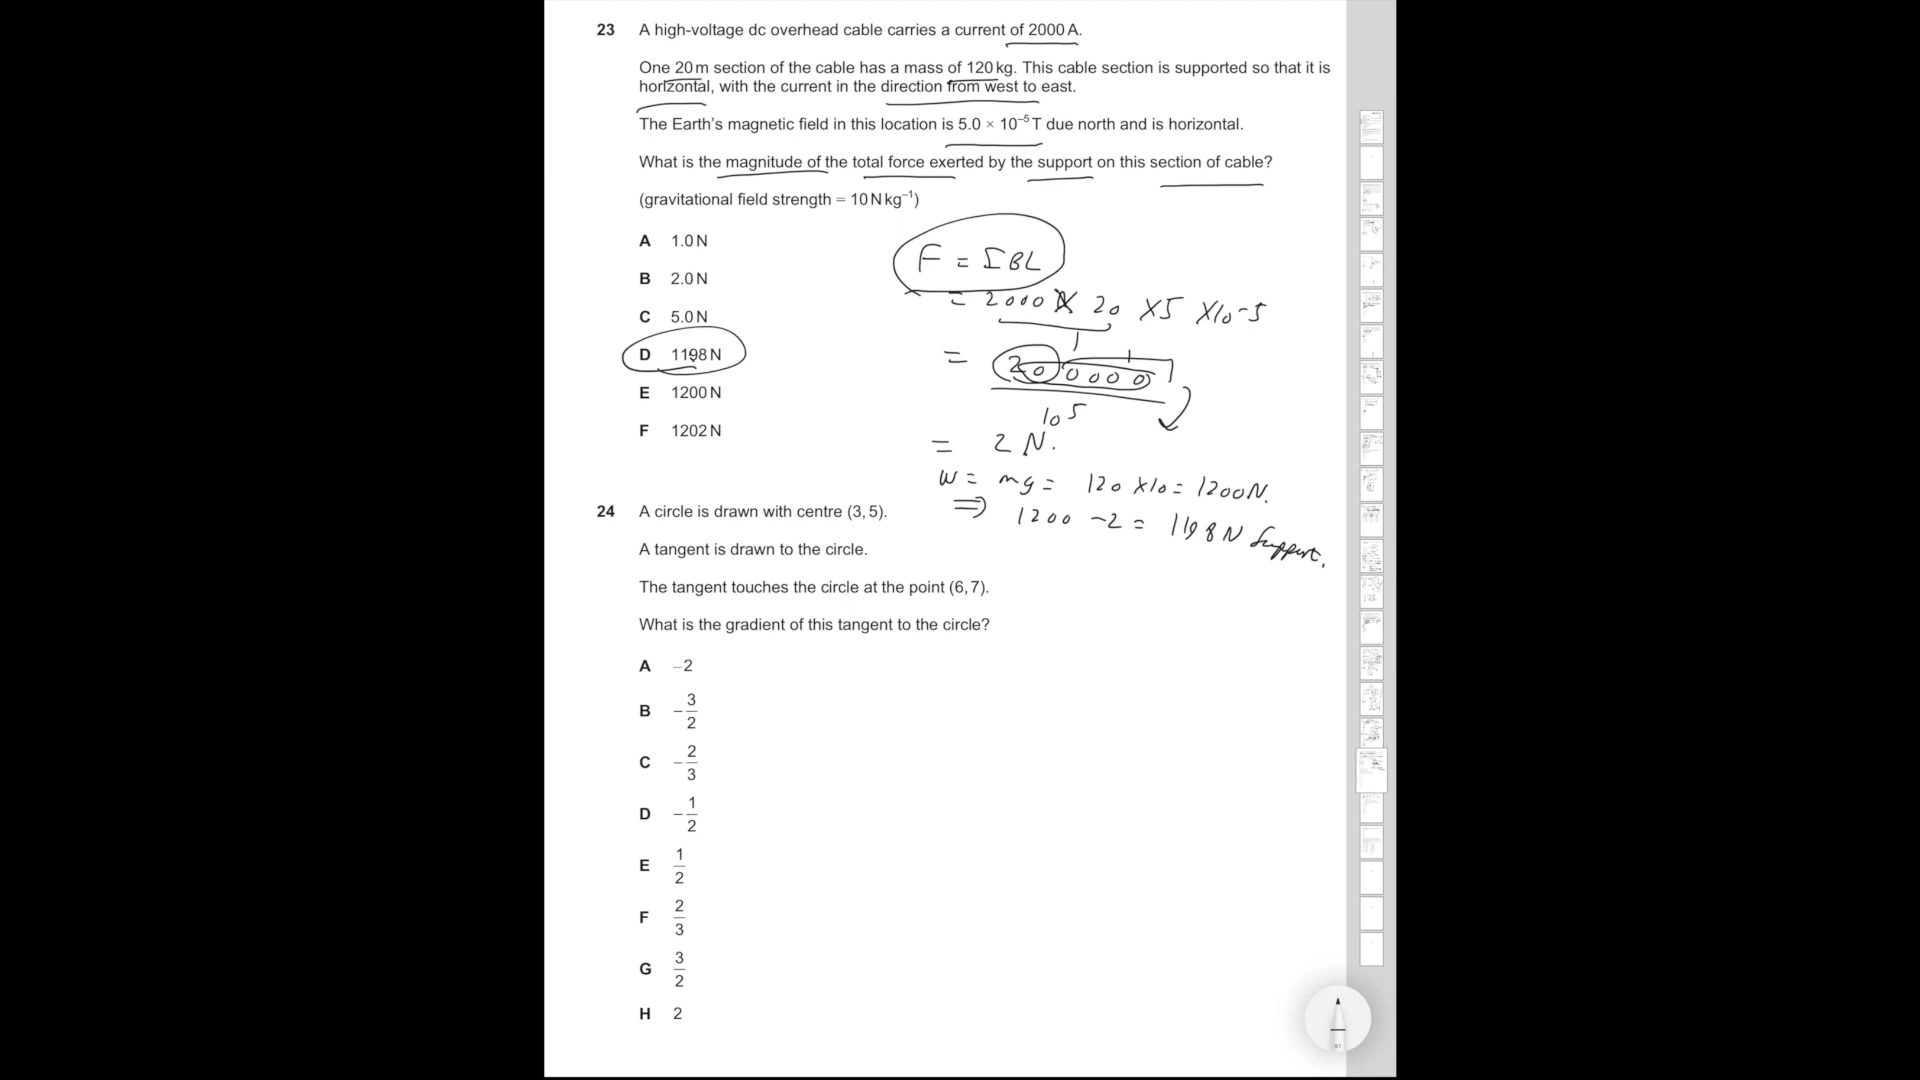 23 A high-voltage dc overhead cable carries a current of 2000 A.
One 20 m section of the cable has a mass of 120 kg. This cable section is supported so that it is
horizontal, with the current in the direction from west to east.
The Earth's magnetic field in this location is 5.0 × 10⁻⁵ T due north and is horizontal.
What is the magnitude of the total force exerted by the support on this section of cable?
(gravitational field strength = 10 N kg⁻¹)
A 1.0 N
B 2.0 N
C 5.0 N
D 1198 N
E 1200 N
F 1202 N
F = IBL
= 2000 X 20 X5 X10-5
= 200000
10⁵
= 2 N.
W = mg = 120 X10 = 1200N.
⇒ 1200 - 2 = 1198 N Support.
24 A circle is drawn with centre (3, 5).
A tangent is drawn to the circle.
The tangent touches the circle at the point (6, 7).
What is the gradient of this tangent to the circle?
A −2
B −3/2
C −2/3
D −1/2
E 1/2
F 2/3
G 3/2
H 2